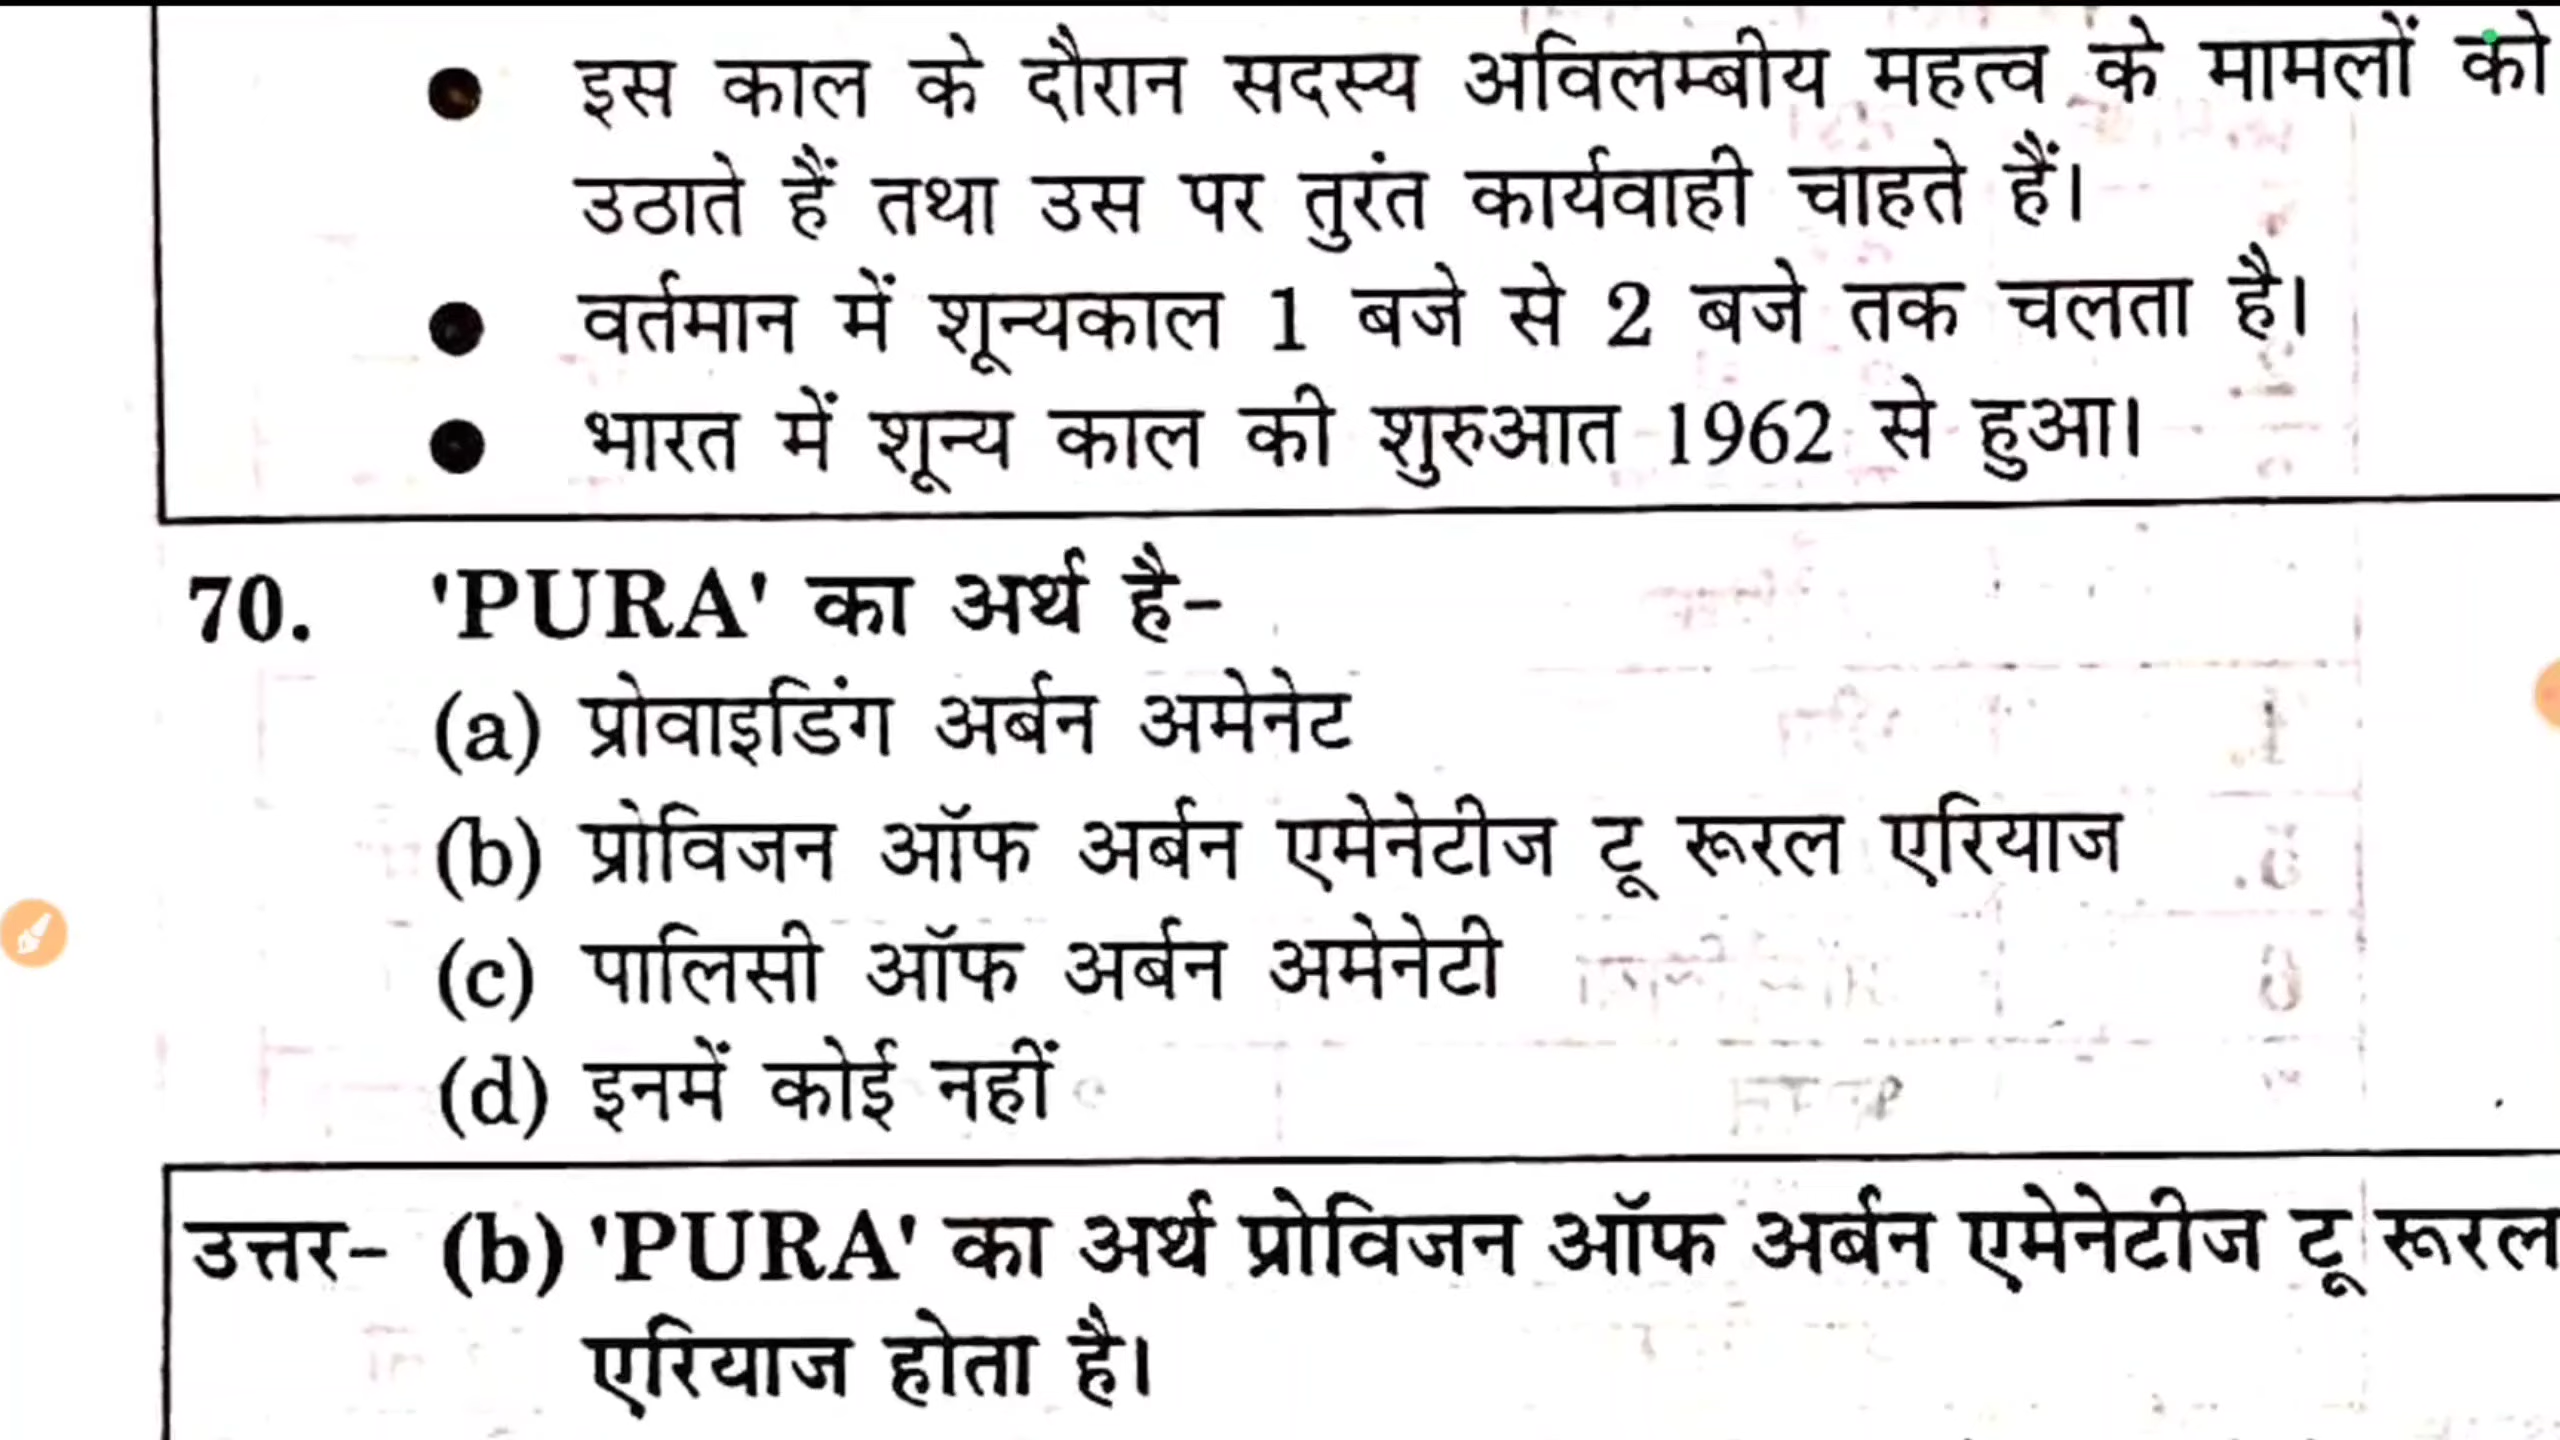 ● इस काल के दौरान सदस्य अविलम्बीय महत्व के मामलों को
उठाते हैं तथा उस पर तुरंत कार्यवाही चाहते हैं।
● वर्तमान में शून्यकाल 1 बजे से 2 बजे तक चलता है।
● भारत में शून्य काल की शुरुआत 1962 से हुआ।
70. 'PURA' का अर्थ है-
(a) प्रोवाइडिंग अर्बन अमेनेट
(b) प्रोविजन ऑफ अर्बन एमेनेटीज टू रूरल एरियाज
(c) पालिसी ऑफ अर्बन अमेनेटी
(d) इनमें कोई नहीं
उत्तर- (b) 'PURA' का अर्थ प्रोविजन ऑफ अर्बन एमेनेटीज टू रूरल
एरियाज होता है।